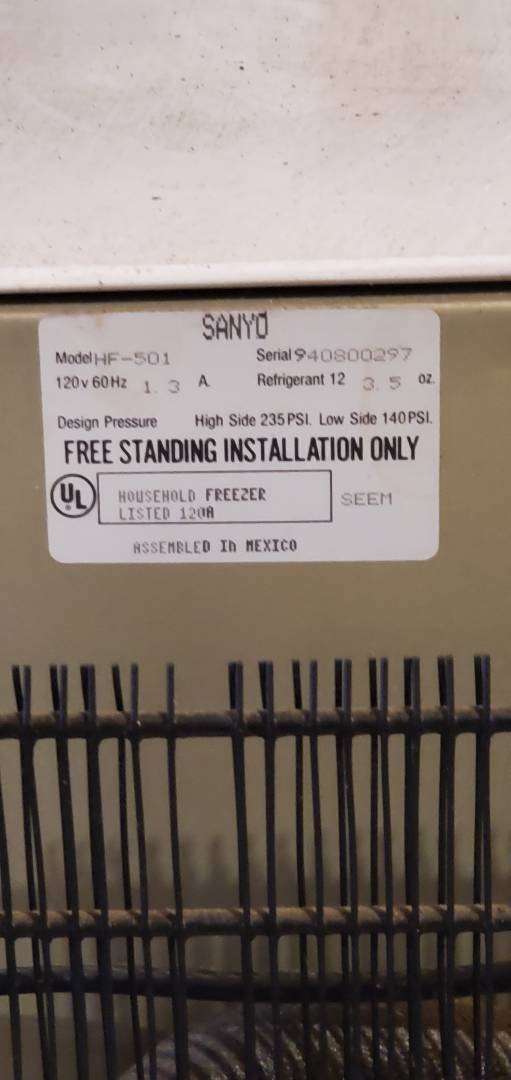 SANYO
Model HF-501 Serial 940800297
120v 60Hz 1.3 A. Refrigerant 12 3.5 oz.
Design Pressure High Side 235 PSI. Low Side 140 PSI.
FREE STANDING INSTALLATION ONLY
UL HOUSEHOLD FREEZER SEEM
LISTED 120A
ASSEMBLED Ih MEXICO